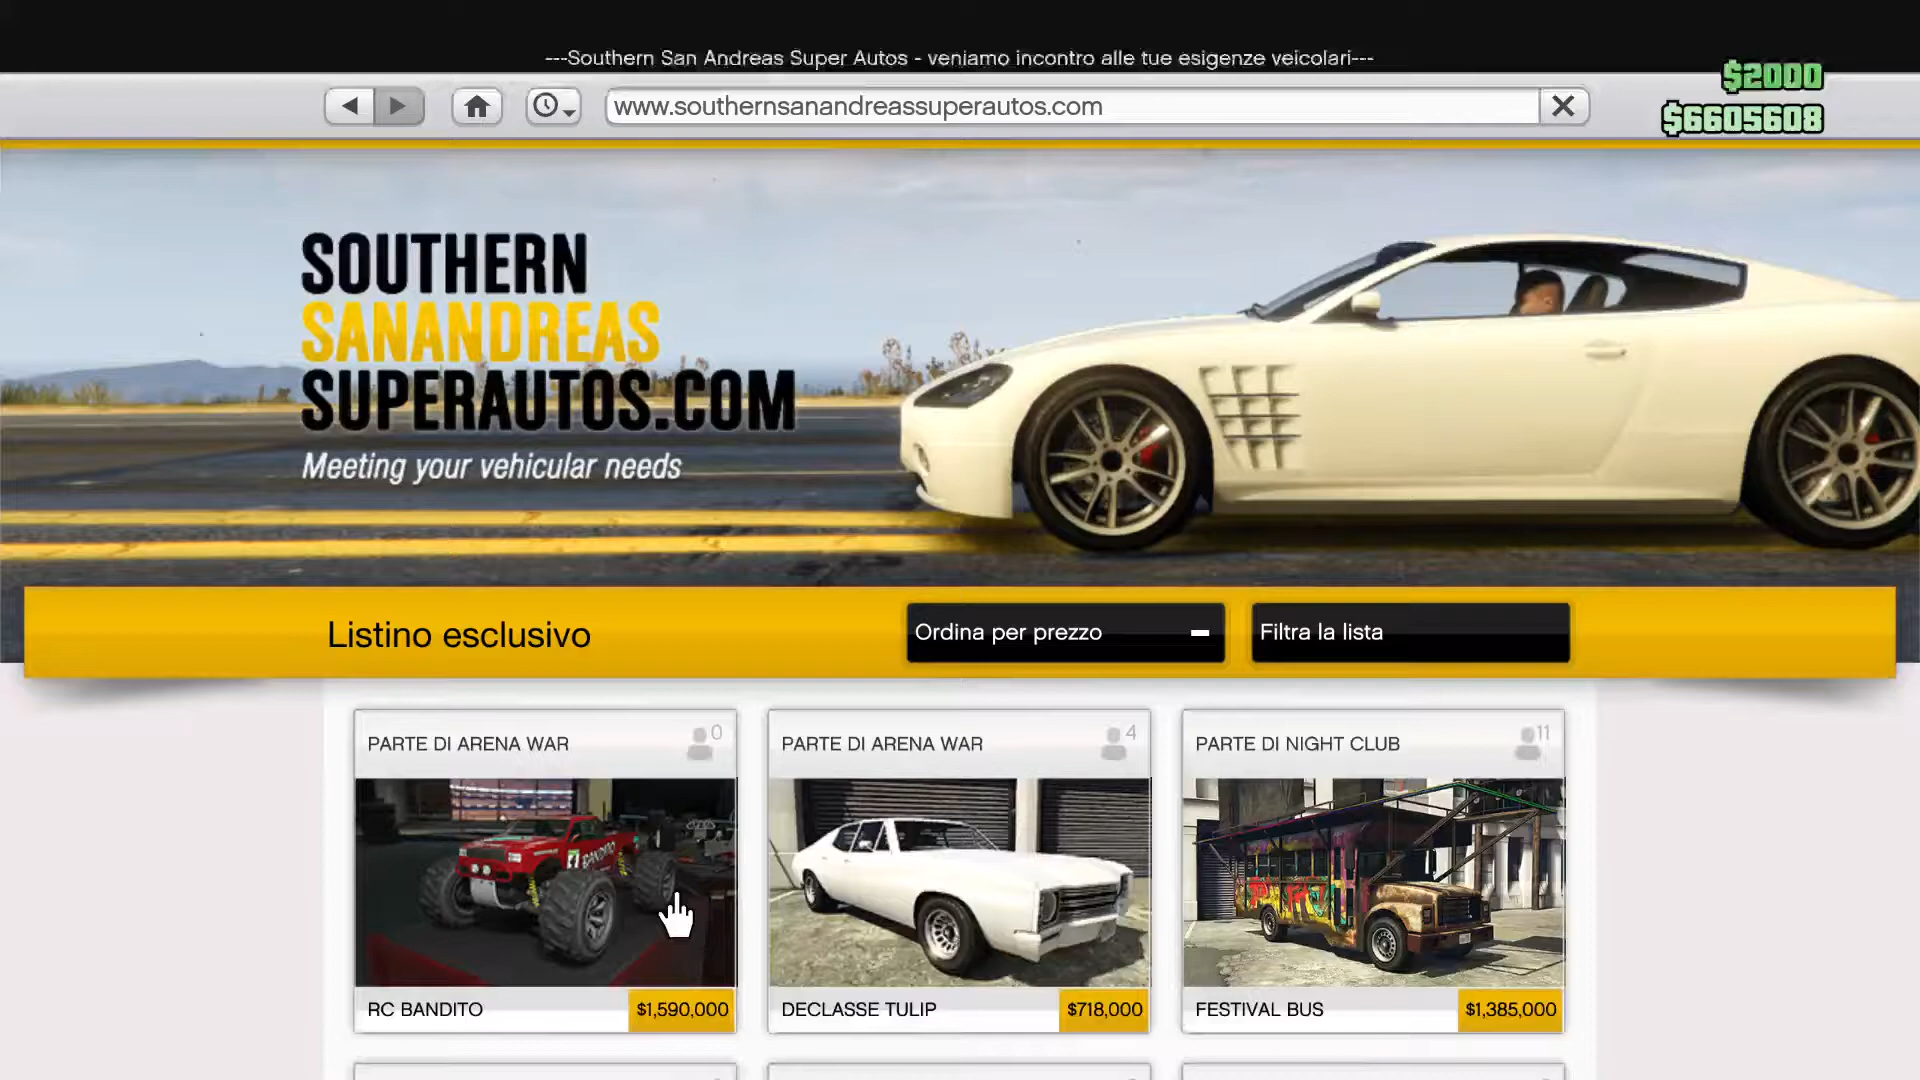 ---Southern San Andreas Super Autos - veniamo incontro alle tue esigenze veicolari---
$2000
www.southernsanandreassuperautos.com
$6605608
SOUTHERN
SANANDREAS
SUPERAUTOS.COM
Meeting your vehicular needs
Listino esclusivo
Ordina per prezzo
Filtra la lista
PARTE DI ARENA WAR
0
PARTE DI ARENA WAR
4
PARTE DI NIGHT CLUB
11
BANDITO
RC BANDITO
$1,590,000
DECLASSE TULIP
$718,000
FESTIVAL BUS
$1,385,000